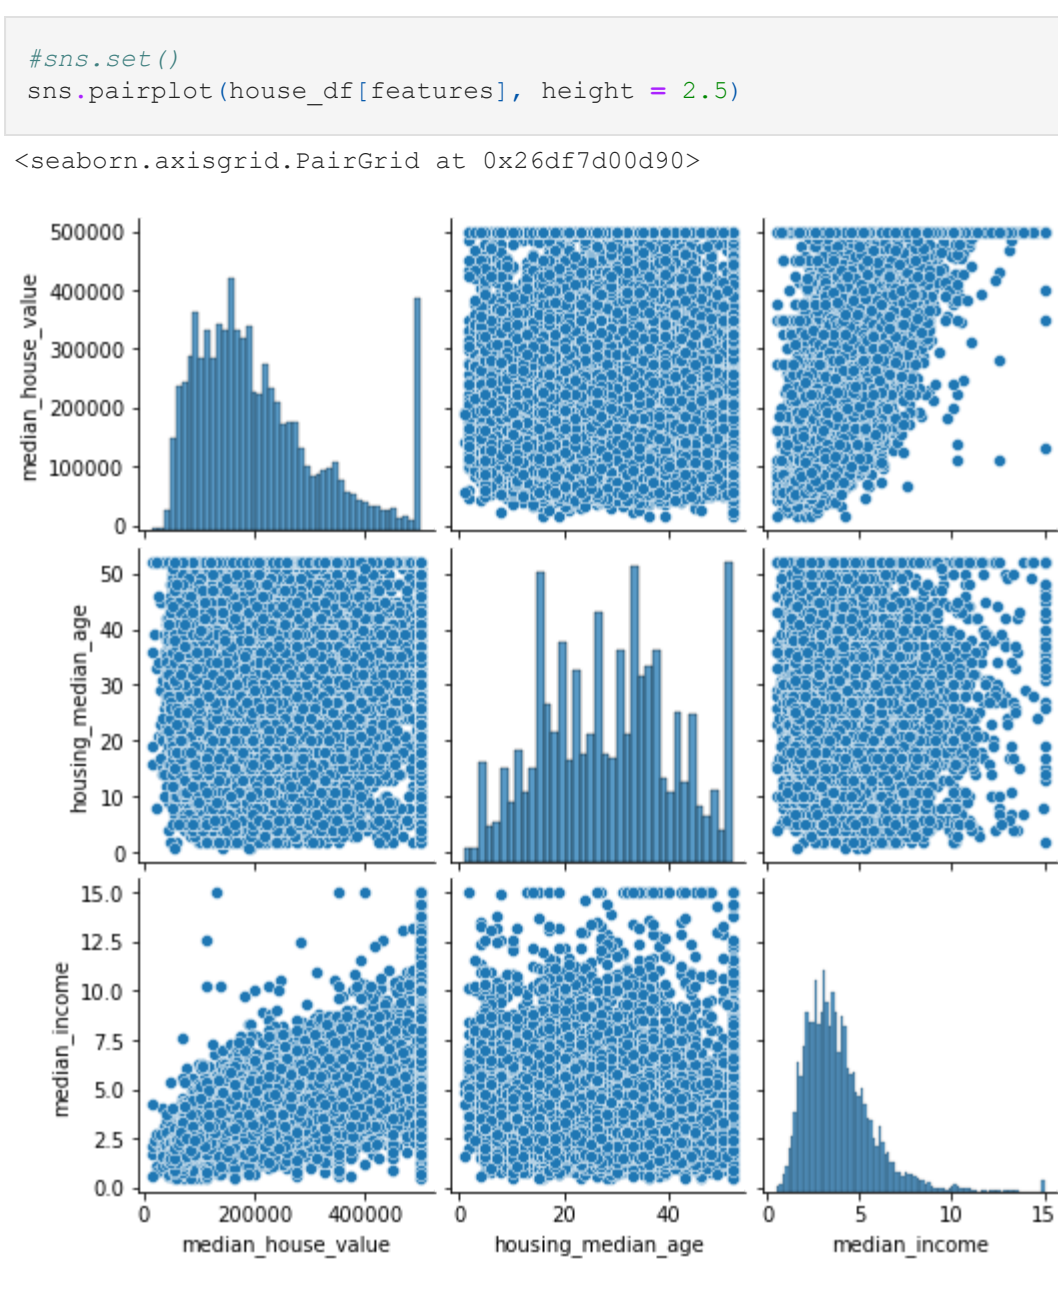 #sns.set()
sns.pairplot(house_df[features], height = 2.5)
<seaborn.axisgrid.PairGrid at 0x26df7d00d90>
500000
400000
300000
200000
100000
0
median_house_value
50
40
30
20
10
0
housing_median_age
15.0
12.5
10.0
7.5
5.0
2.5
0.0
median_income
0 200000 400000
0 20 40
0 5 10 15
median_house_value
housing_median_age
median_income